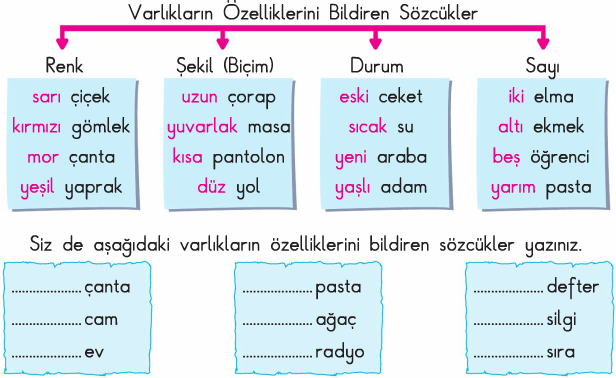 Varlıkların Özelliklerini Bildiren Sözcükler
Renk
sarı çiçek
kırmızı gömlek
mor çanta
yeşil yaprak
Şekil (Biçim)
uzun çorap
yuvarlak masa
kısa pantolon
düz yol
Durum
eski ceket
sıcak su
yeni araba
yaşlı adam
Sayı
iki elma
altı ekmek
beş öğrenci
yarım pasta
Siz de aşağıdaki varlıkların özelliklerini bildiren sözcükler yazınız.
.................... çanta
.................... cam
.................... ev
.................... pasta
.................... ağaç
.................... radyo
.................... defter
.................... silgi
.................... sıra